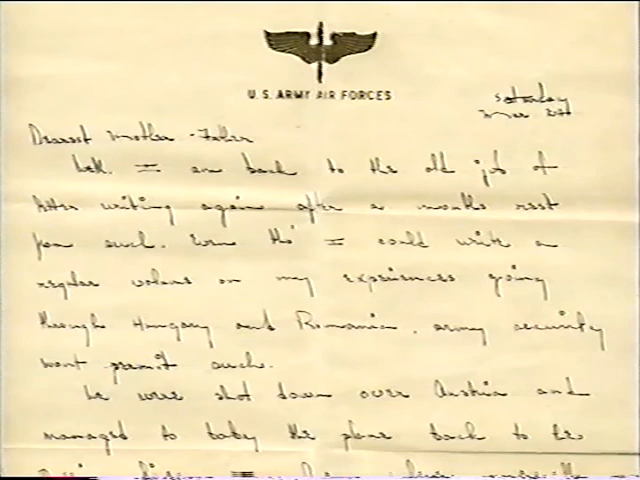 U.S. ARMY AIR FORCES
Saturday
Dearest Mother - Father
Well. I am back to the old job of
letter writing again after a months rest
from such. Even tho' I could write a
regular volume on my experiences going
through Hungary and Romania, army security
wont permit such.
We were shot down over Austria and
managed to baby the plane back to the